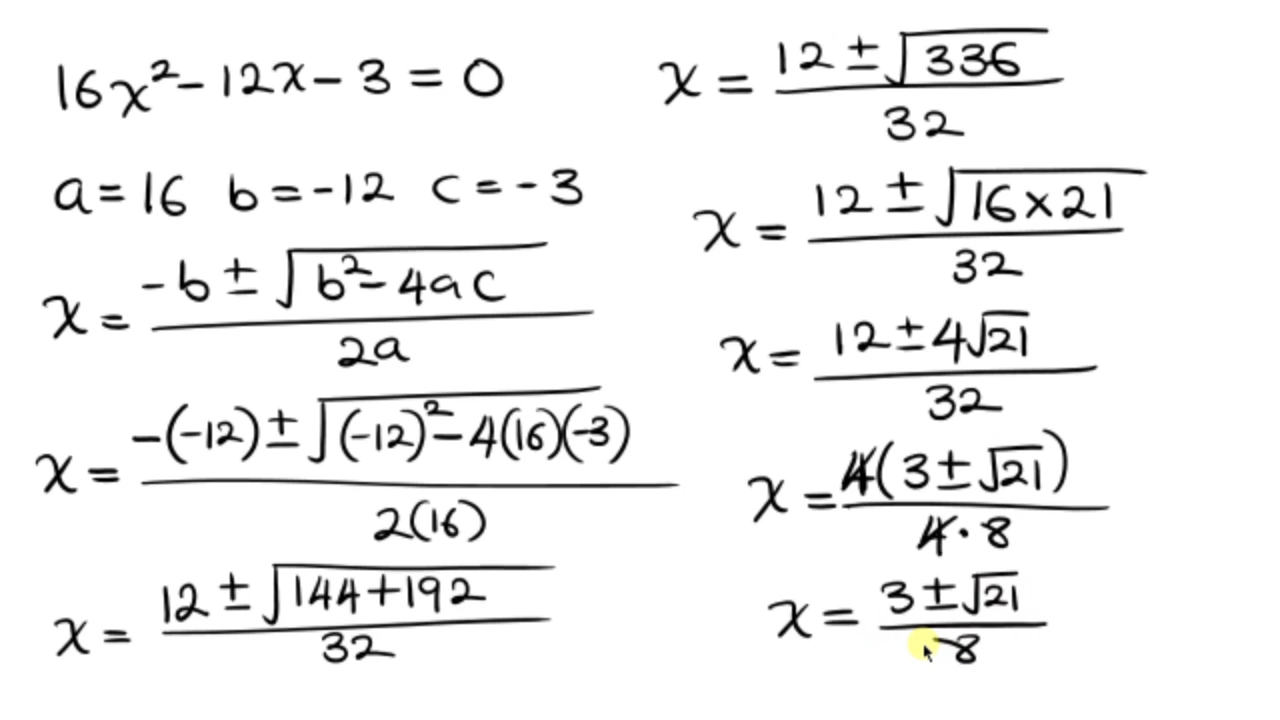 16x² - 12x - 3 = 0
a = 16 b = -12 c = -3
x = (-b ± √(b² - 4ac)) / (2a)
x = (-(-12) ± √((-12)² - 4(16)(-3))) / (2(16))
x = (12 ± √(144 + 192)) / 32
x = (12 ± √336) / 32
x = (12 ± √(16 × 21)) / 32
x = (12 ± 4√21) / 32
x = (4(3 ± √21)) / (4 · 8)
x = (3 ± √21) / 8